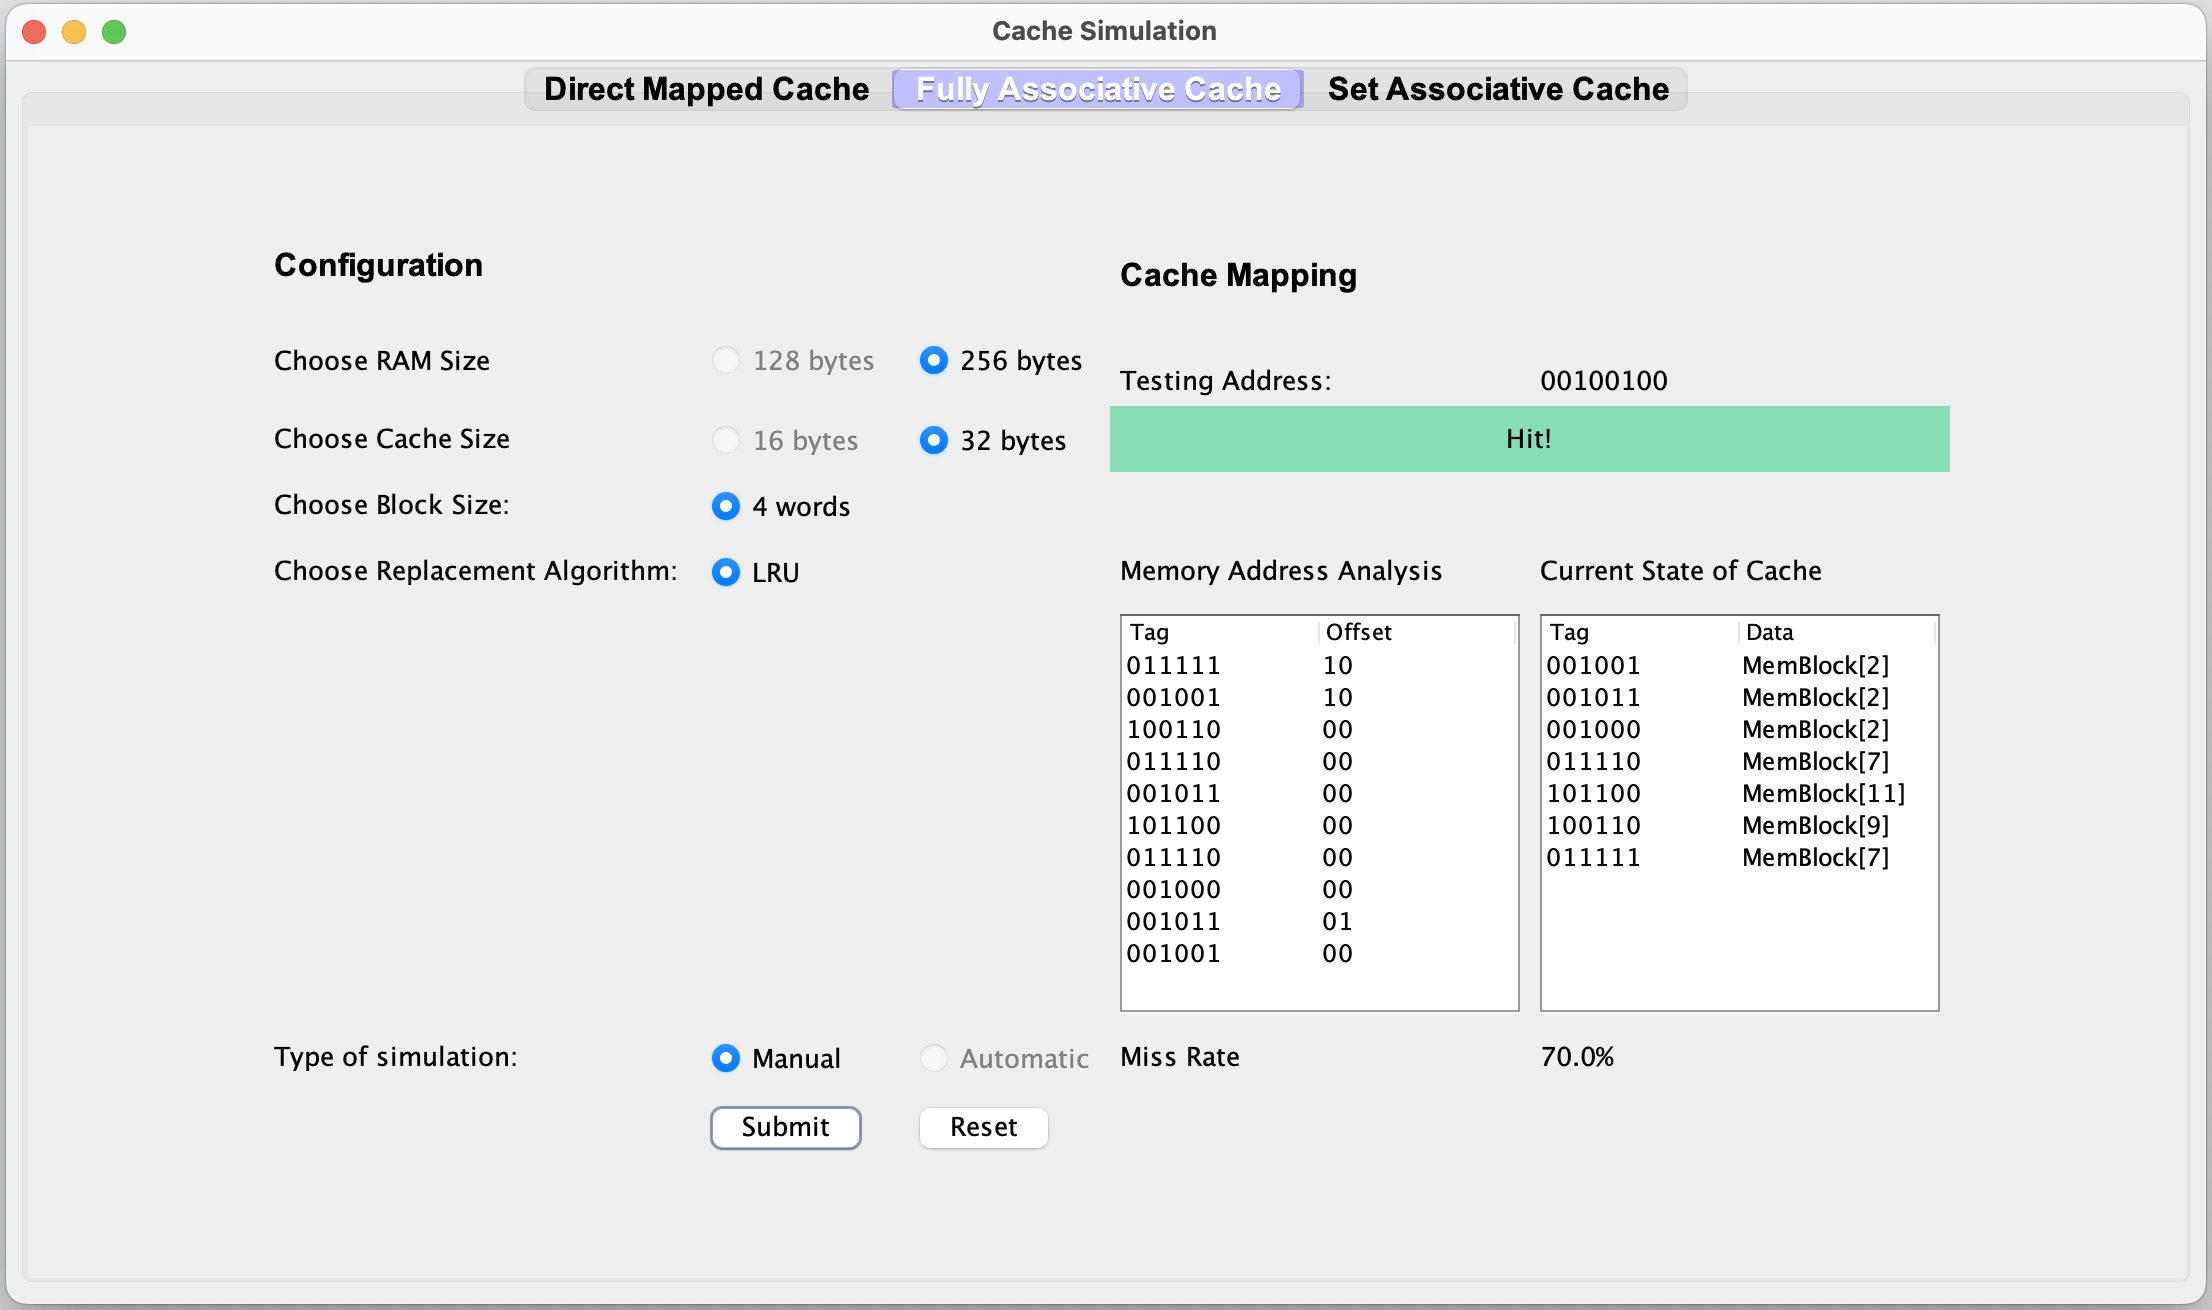 Cache Simulation
Direct Mapped Cache Fully Associative Cache Set Associative Cache
Configuration
Choose RAM Size 128 bytes 256 bytes
Choose Cache Size 16 bytes 32 bytes
Choose Block Size: 4 words
Choose Replacement Algorithm: LRU
Type of simulation: Manual Automatic
Submit Reset
Cache Mapping
Testing Address: 00100100
Hit!
Memory Address Analysis
Tag Offset
011111 10
001001 10
100110 00
011110 00
001011 00
101100 00
011110 00
001000 00
001011 01
001001 00
Current State of Cache
Tag Data
001001 MemBlock[2]
001011 MemBlock[2]
001000 MemBlock[2]
011110 MemBlock[7]
101100 MemBlock[11]
100110 MemBlock[9]
011111 MemBlock[7]
Miss Rate 70.0%